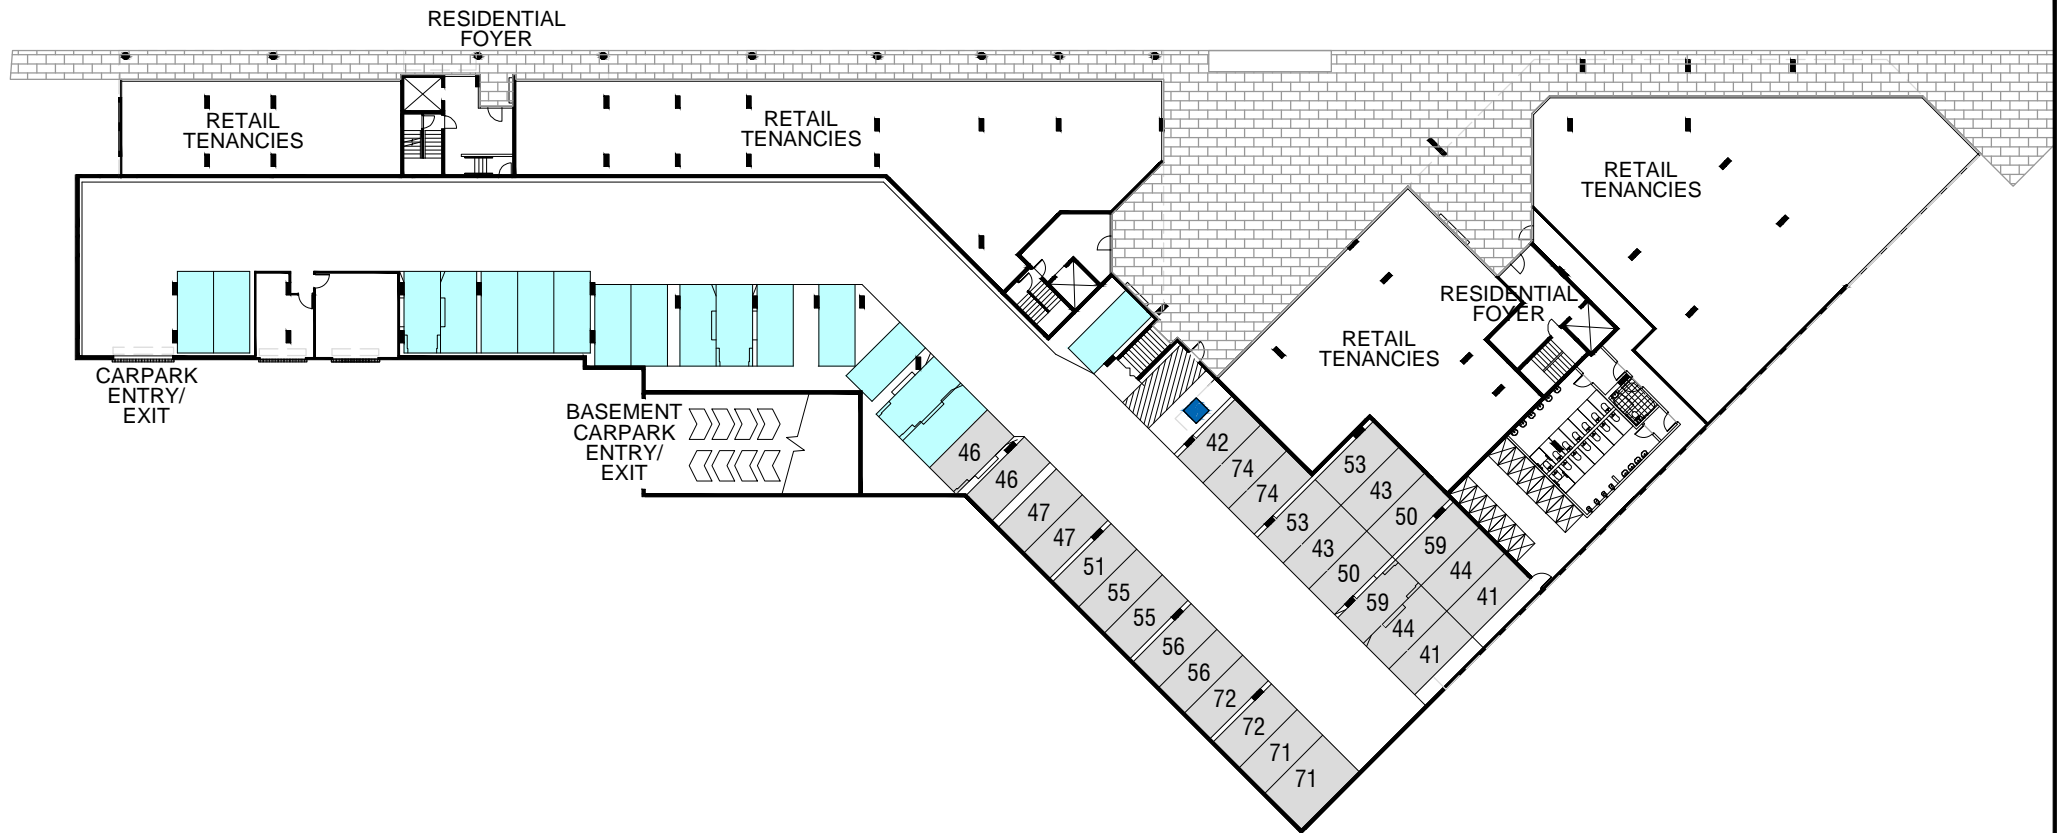 RESIDENTIAL
FOYER
RETAIL
TENANCIES
RETAIL
TENANCIES
RETAIL
TENANCIES
RESIDENTIAL
FOYER
RETAIL
TENANCIES
CARPARK
ENTRY/
EXIT
BASEMENT
CARPARK
ENTRY/
EXIT
46
46
47
47
51
55
55
56
56
72
72
71
71
42
74
74
53
43
50
59
44
41
53
43
50
59
44
41